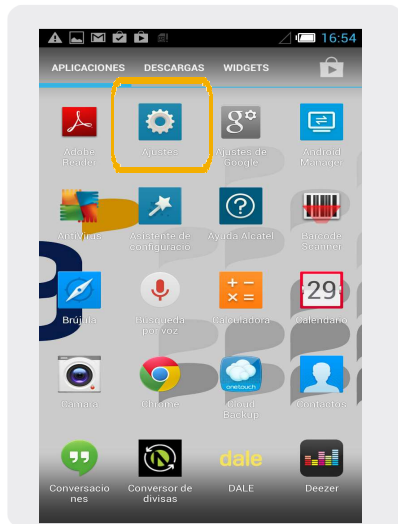 16:54
APLICACIONES DESCARGAS WIDGETS
Adobe Reader
Ajustes
Ajustes de Google
Android Manager
AntiVirus
Asistente de configuració
Ayuda Alcatel
Barcode Scanner
Brújula
Búsqueda por voz
Calculadora
29
Calendario
Cámara
Chrome
onetouch
Cloud Backup
Contactos
Conversacio
nes
Conversor de
divisas
dale
DALE
Deezer